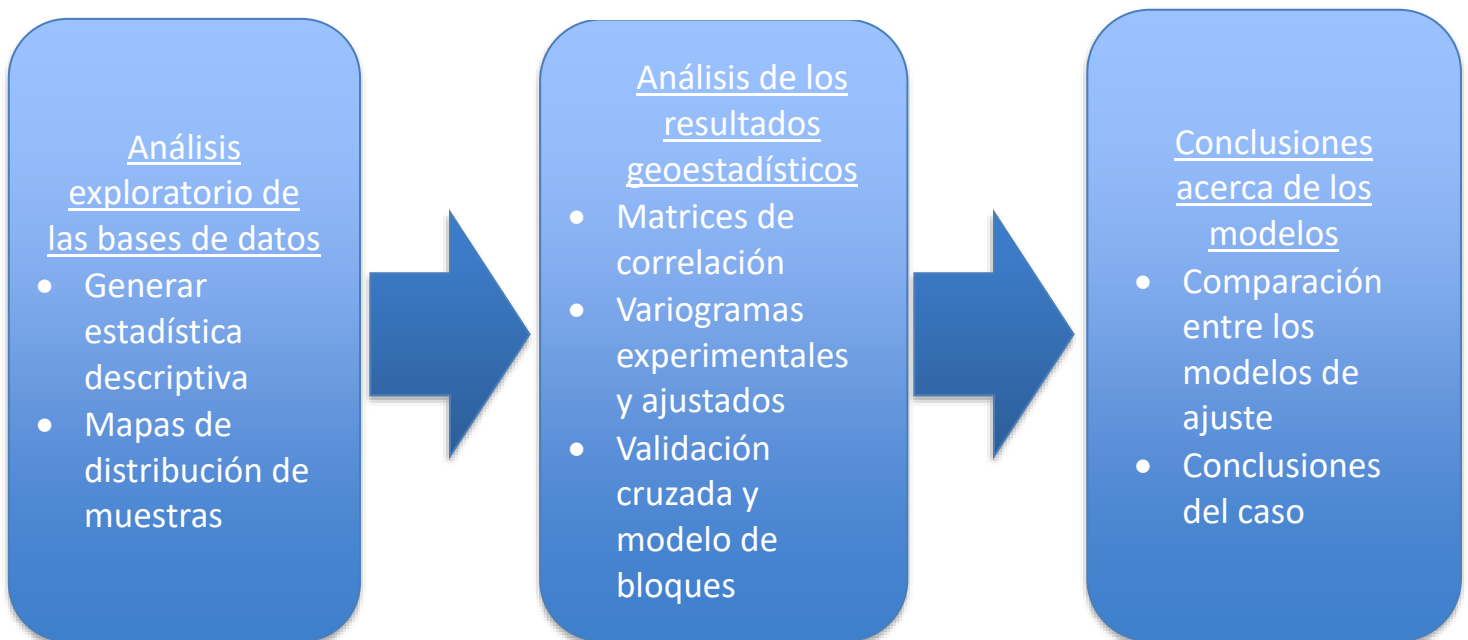 Análisis
exploratorio de
las bases de datos
• Generar
estadística
descriptiva
• Mapas de
distribución de
muestras
Análisis de los
resultados
geoestadísticos
• Matrices de
correlación
• Variogramas
experimentales
y ajustados
• Validación
cruzada y
modelo de
bloques
Conclusiones
acerca de los
modelos
• Comparación
entre los
modelos de
ajuste
• Conclusiones
del caso